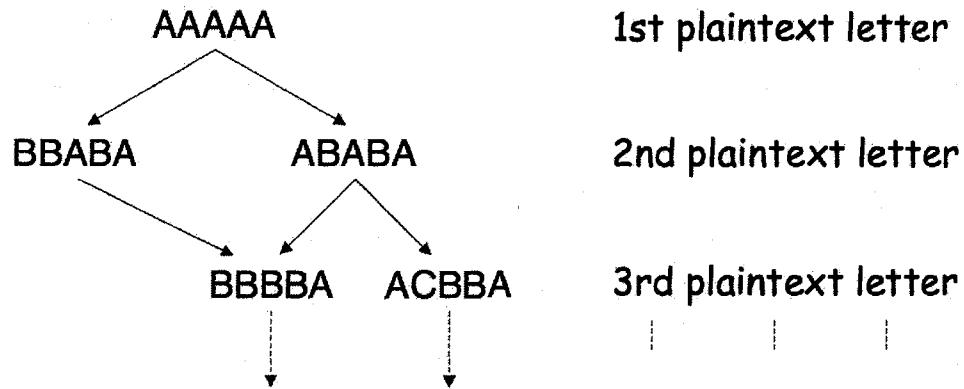 AAAAA 1st plaintext letter
BBABA ABABA 2nd plaintext letter
BBBBA ACBBA 3rd plaintext letter